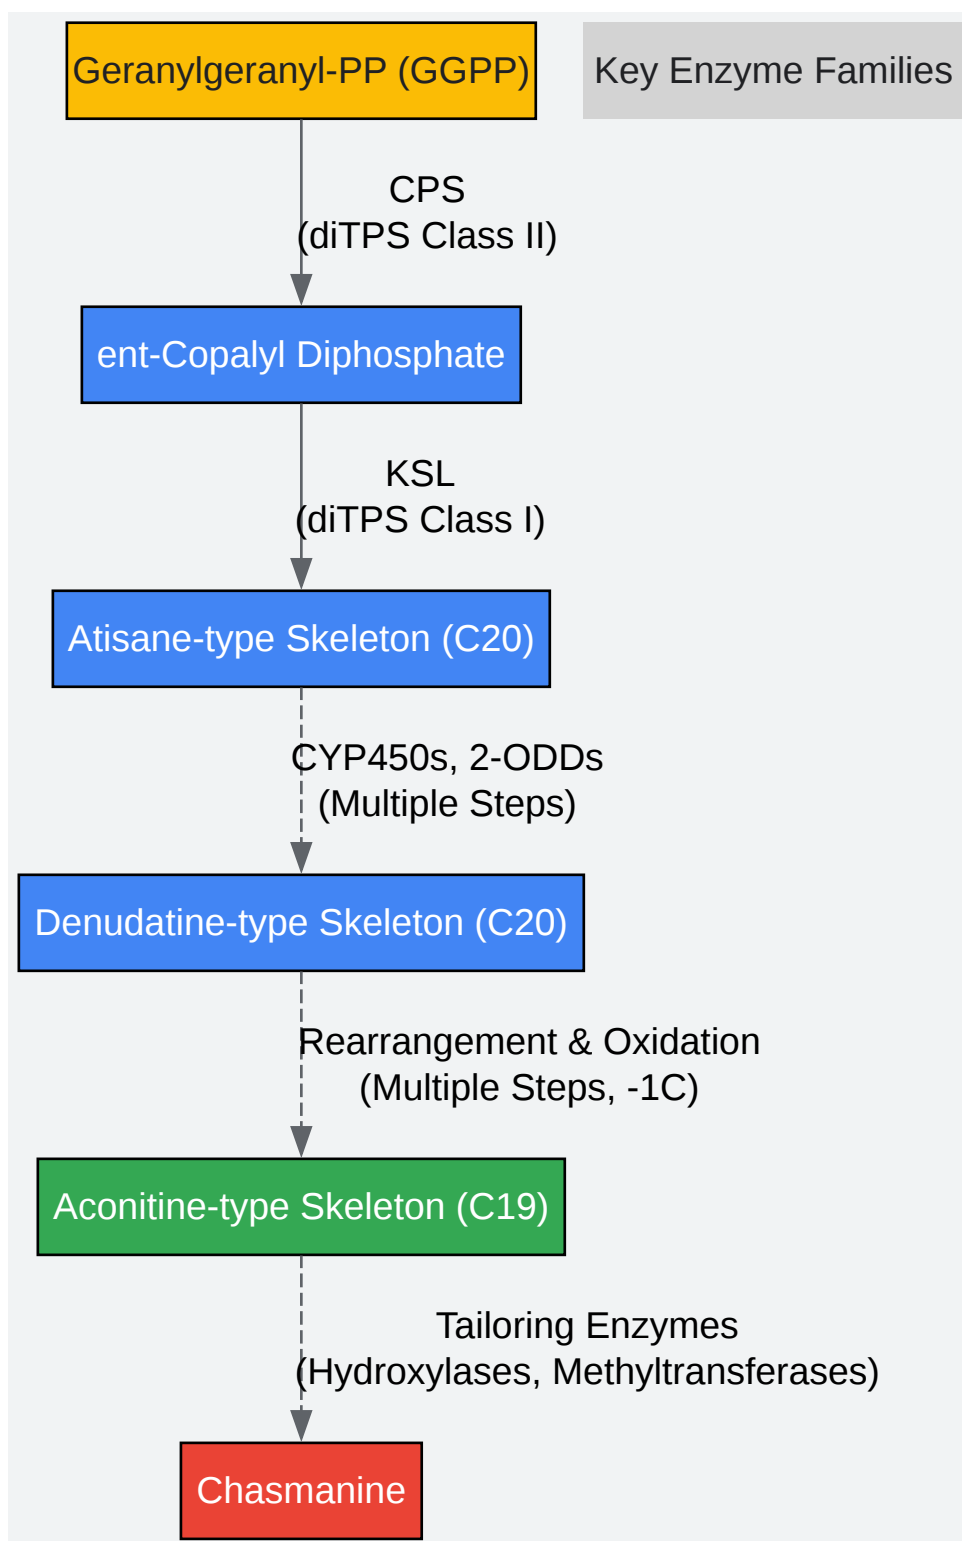 Geranylgeranyl-PP (GGPP)
Key Enzyme Families
CPS
(diTPS Class II)
ent-Copalyl Diphosphate
KSL
(diTPS Class I)
Atisane-type Skeleton (C20)
CYP450s, 2-ODDs
(Multiple Steps)
Denudatine-type Skeleton (C20)
Rearrangement & Oxidation
(Multiple Steps, -1C)
Aconitine-type Skeleton (C19)
Tailoring Enzymes
(Hydroxylases, Methyltransferases)
Chasmanine